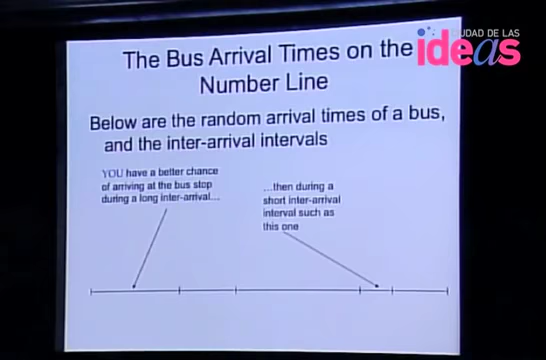 The Bus Arrival Times on the
Number Line
CIUDAD DE LAS
ideas
Below are the random arrival times of a bus,
and the inter-arrival intervals
YOU have a better chance
of arriving at the bus stop
during a long inter-arrival...
...then during a
short inter-arrival
interval such as
this one